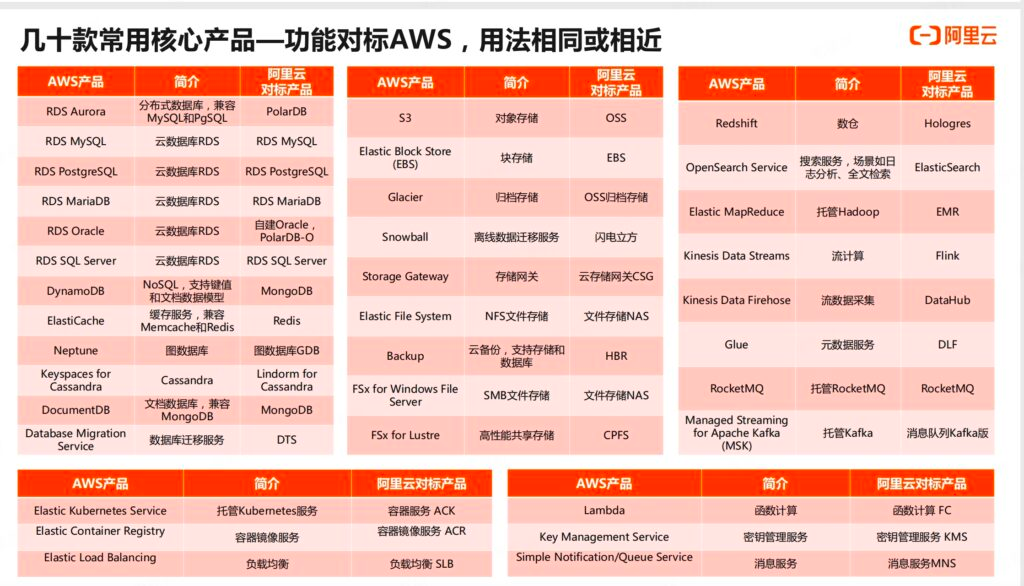 几十款常用核心产品—功能对标AWS，用法相同或相近
阿里云
AWS产品 简介 阿里云
对标产品
RDS Aurora 分布式数据库，兼容
MySQL和PgSQL PolarDB
RDS MySQL 云数据库RDS RDS MySQL
RDS PostgreSQL 云数据库RDS RDS PostgreSQL
RDS MariaDB 云数据库RDS RDS MariaDB
RDS Oracle 云数据库RDS 自建Oracle，
PolarDB-O
RDS SQL Server 云数据库RDS RDS SQL Server
DynamoDB NoSQL，支持键值
和文档数据模型 MongoDB
ElastiCache 缓存服务，兼容
Memcache和Redis Redis
Neptune 图数据库 图数据库GDB
Keyspaces for
Cassandra Cassandra Lindorm for
Cassandra
DocumentDB 文档数据库，兼容
MongoDB MongoDB
Database Migration
Service 数据库迁移服务 DTS
AWS产品 简介 阿里云
对标产品
S3 对象存储 OSS
Elastic Block Store
(EBS) 块存储 EBS
Glacier 归档存储 OSS归档存储
Snowball 离线数据迁移服务 闪电立方
Storage Gateway 存储网关 云存储网关CSG
Elastic File System NFS文件存储 文件存储NAS
Backup 云备份，支持存储和
数据库 HBR
FSx for Windows File
Server SMB文件存储 文件存储NAS
FSx for Lustre 高性能共享存储 CPFS
AWS产品 简介 阿里云
对标产品
Redshift 数仓 Hologres
OpenSearch Service 搜索服务，场景如日
志分析、全文检索 ElasticSearch
Elastic MapReduce 托管Hadoop EMR
Kinesis Data Streams 流计算 Flink
Kinesis Data Firehose 流数据采集 DataHub
Glue 元数据服务 DLF
RocketMQ 托管RocketMQ RocketMQ
Managed Streaming
for Apache Kafka
(MSK) 托管Kafka 消息队列Kafka版
AWS产品 简介 阿里云对标产品
Elastic Kubernetes Service 托管Kubernetes服务 容器服务 ACK
Elastic Container Registry 容器镜像服务 容器镜像服务 ACR
Elastic Load Balancing 负载均衡 负载均衡 SLB
AWS产品 简介 阿里云对标产品
Lambda 函数计算 函数计算 FC
Key Management Service 密钥管理服务 密钥管理服务 KMS
Simple Notification/Queue Service 消息服务 消息服务MNS